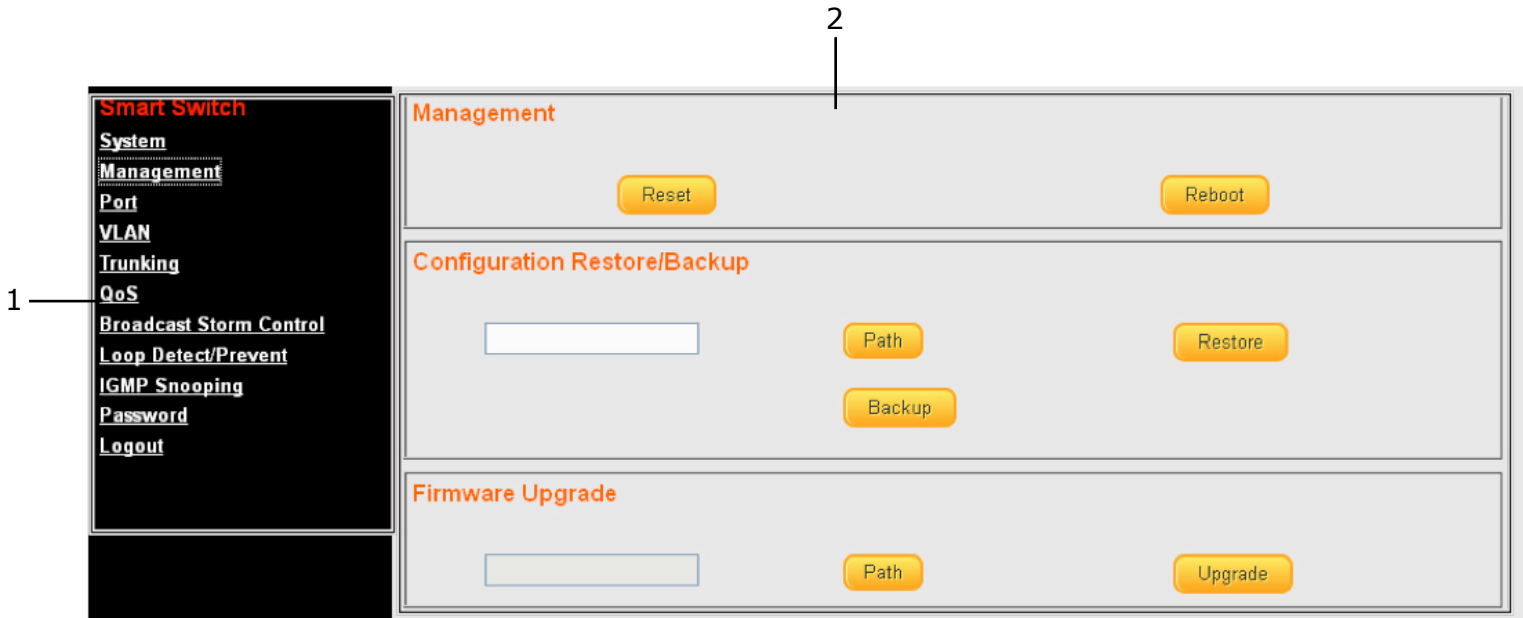 2
Smart Switch
System
Management
Port
VLAN
Trunking
QoS
Broadcast Storm Control
Loop Detect/Prevent
IGMP Snooping
Password
Logout
1
Management
Reset Reboot
Configuration Restore/Backup
Path Restore
Backup
Firmware Upgrade
Path Upgrade